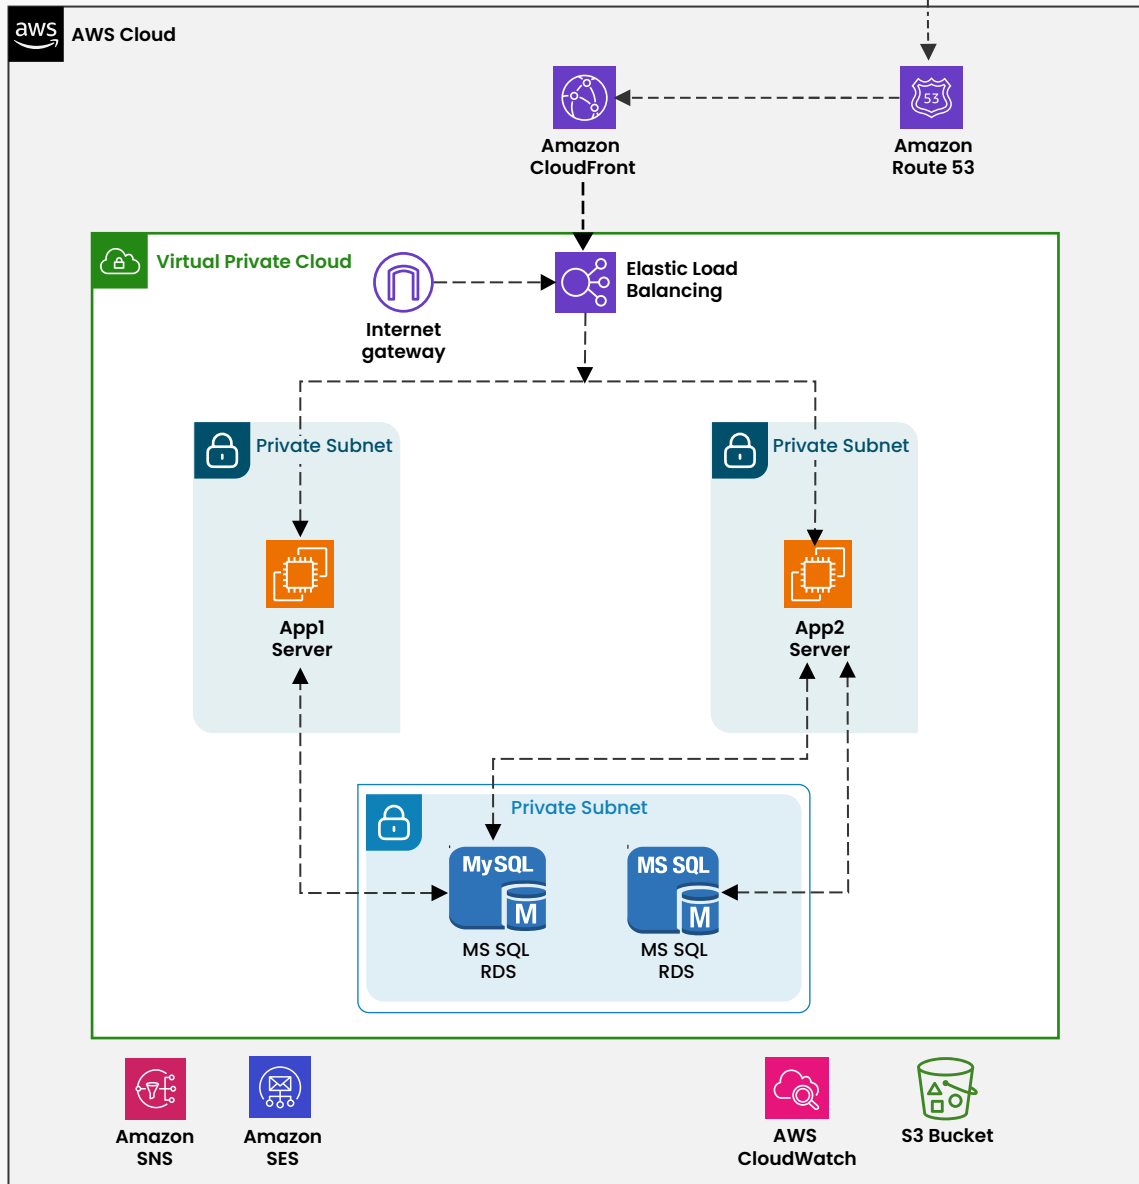 aws
AWS Cloud
53
Amazon
CloudFront
Amazon
Route 53
Virtual Private Cloud
Elastic Load
Balancing
Internet
gateway
Private Subnet
Private Subnet
App1
Server
App2
Server
Private Subnet
MySQL
M
MS SQL
M
MS SQL
RDS
MS SQL
RDS
Amazon
SNS
Amazon
SES
AWS
CloudWatch
S3 Bucket